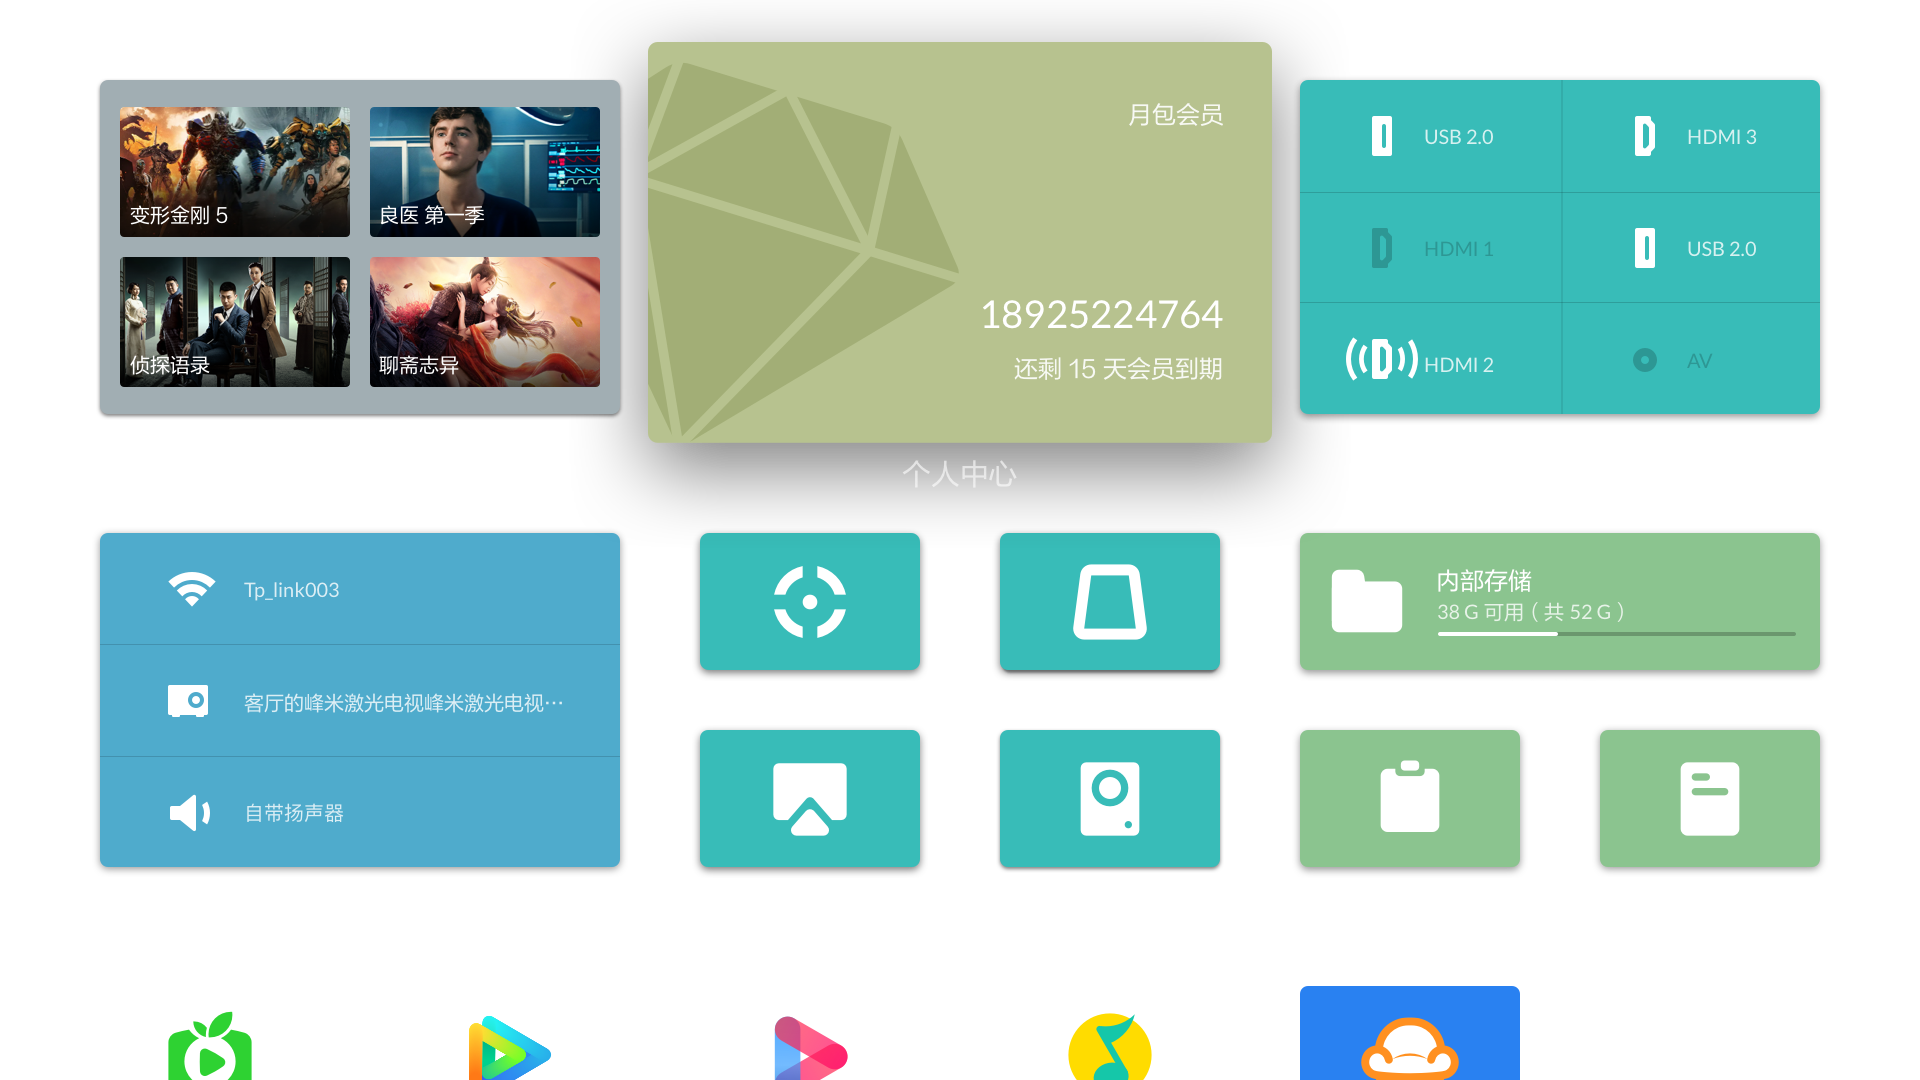 变形金刚 5
良医 第一季
侦探语录
聊斋志异
月包会员
18925224764
还剩 15 天会员到期
个人中心
USB 2.0
HDMI 3
HDMI 1
USB 2.0
HDMI 2
AV
Tp_link003
客厅的峰米激光电视峰米激光电视…
自带扬声器
内部存储
38 G 可用 ( 共 52 G )